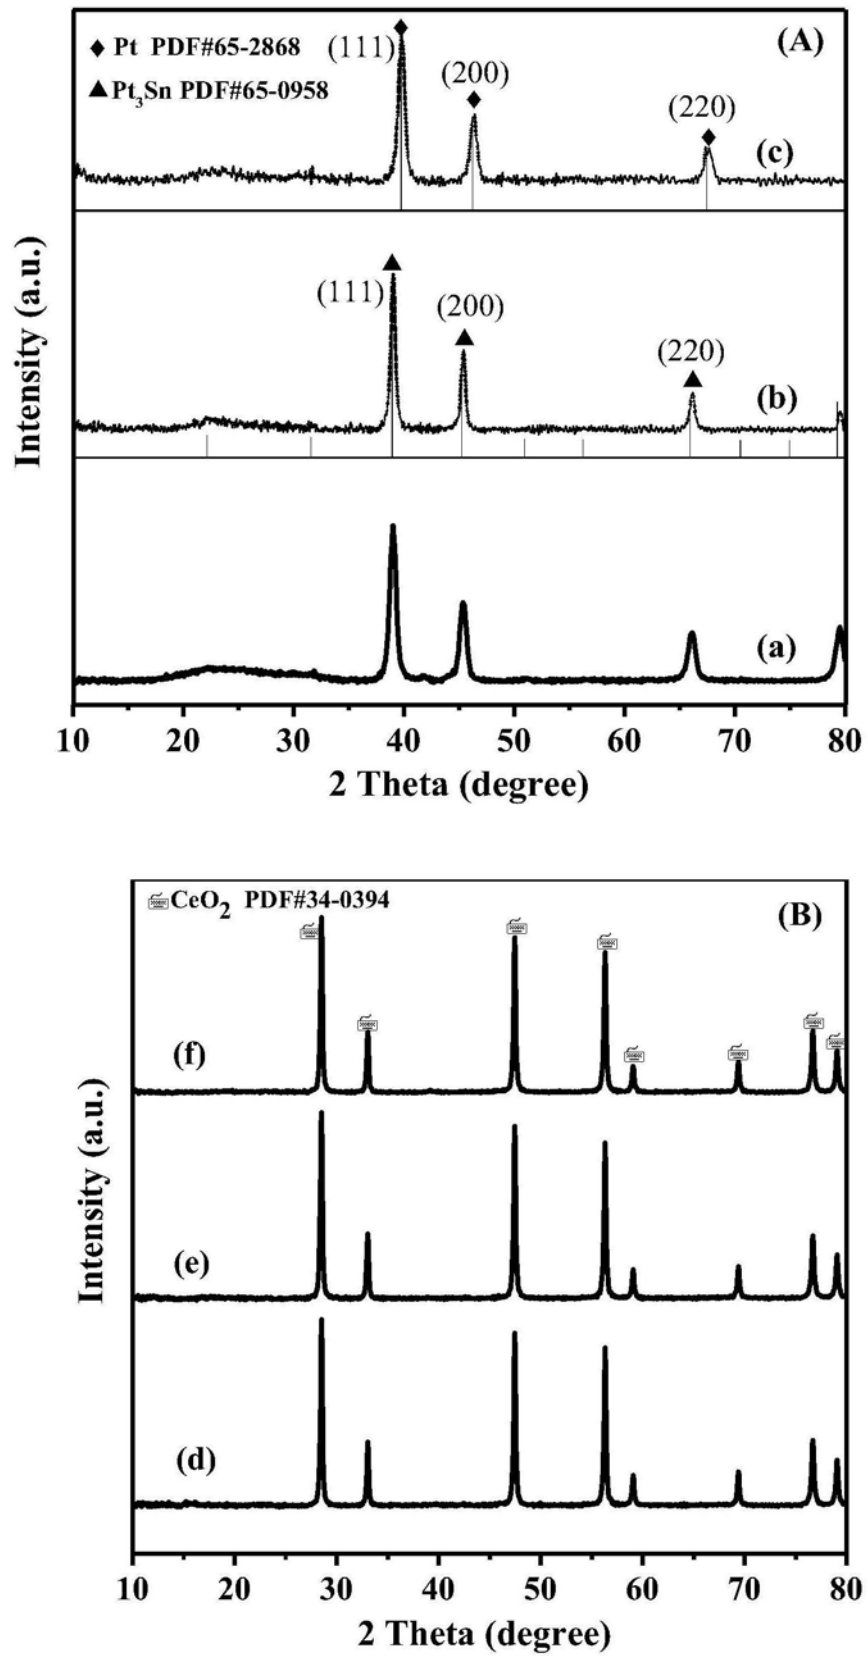 Pt PDF#65-2868
(111)
(A)
(200)
Pt3Sn PDF#65-0958
(220)
(c)
(111)
(200)
(220)
(b)
(a)
Intensity (a.u.)
10 20 30 40 50 60 70 80
2 Theta (degree)
CeO2 PDF#34-0394
(B)
(f)
(e)
(d)
Intensity (a.u.)
10 20 30 40 50 60 70 80
2 Theta (degree)